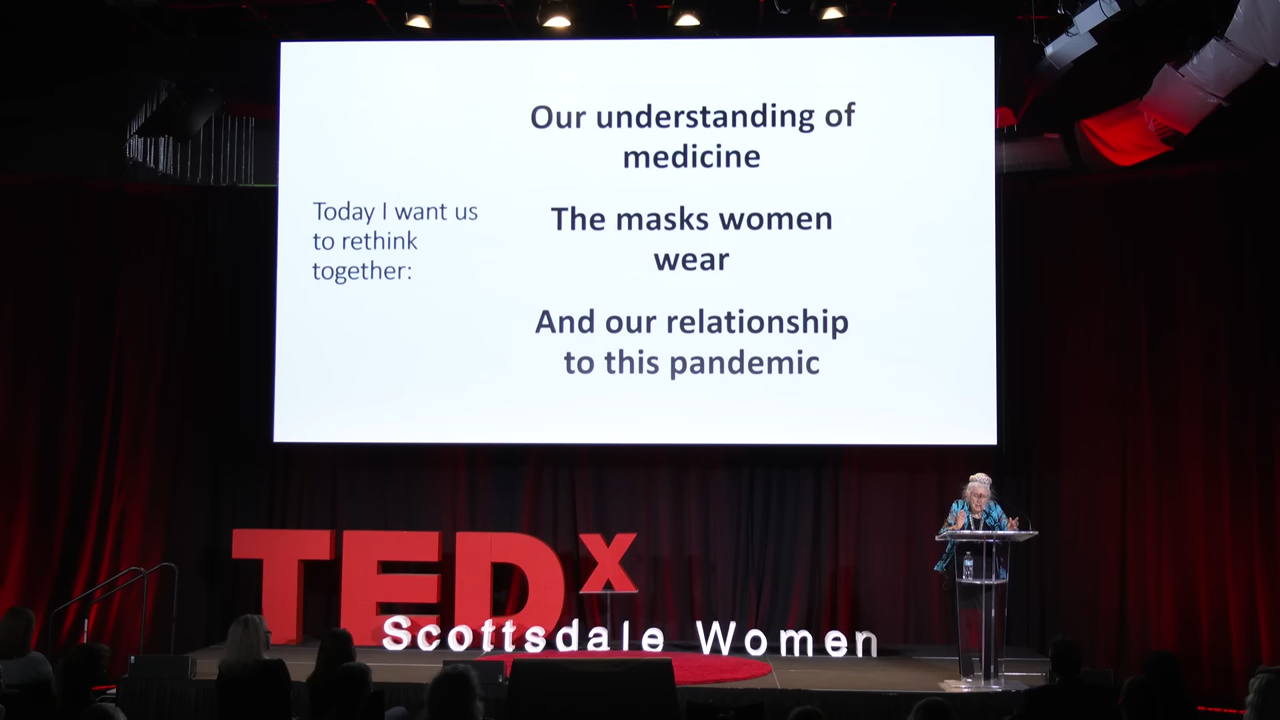 Today I want us
to rethink
together:
Our understanding of
medicine
The masks women
wear
And our relationship
to this pandemic
TEDx
Scottsdale Women